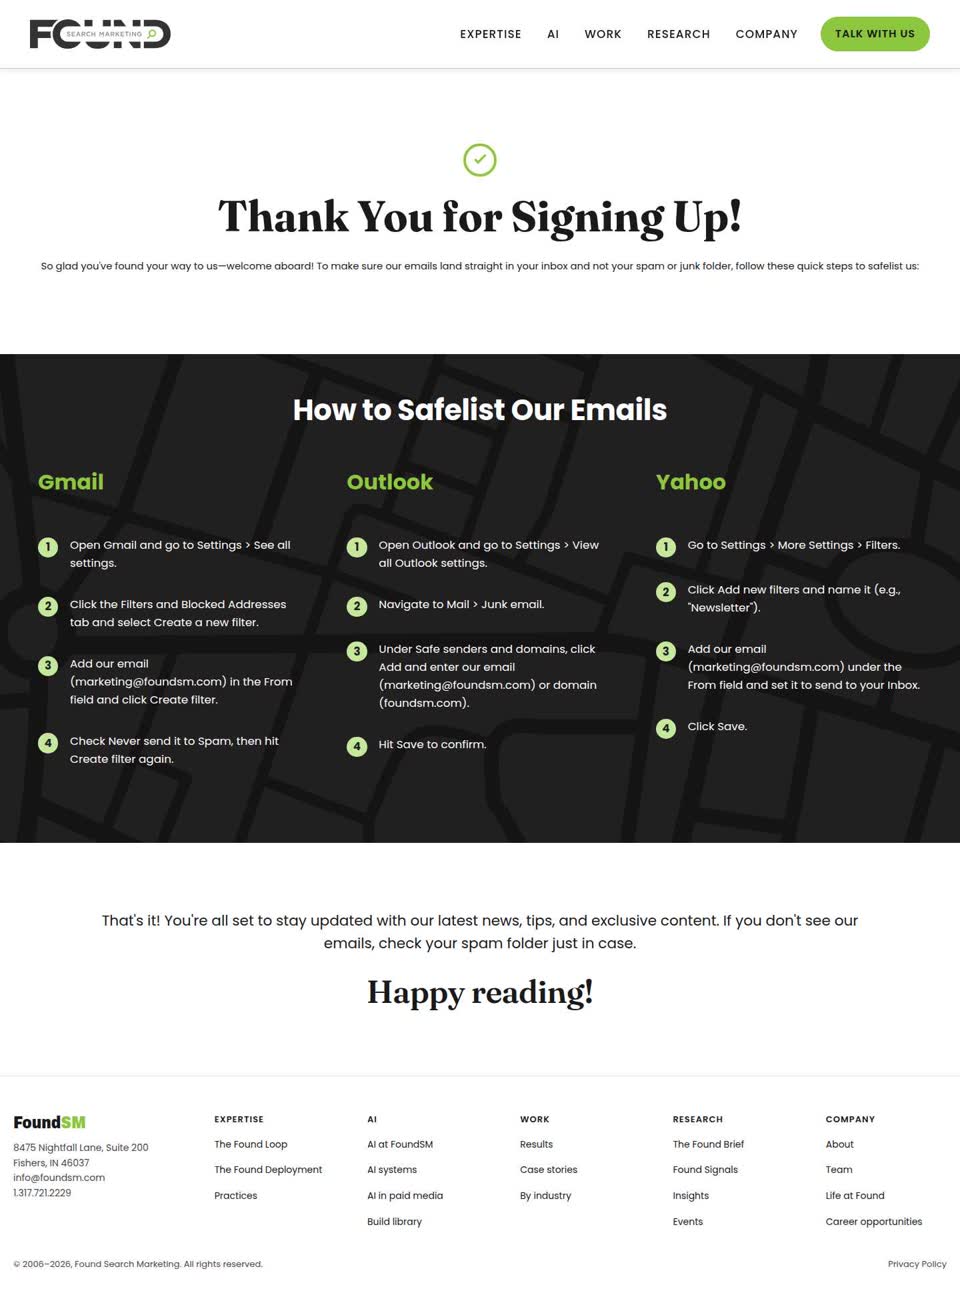 FOUND
SEARCH MARKETING
EXPERTISE AI WORK RESEARCH COMPANY TALK WITH US
Thank You for Signing Up!
So glad you've found your way to us—welcome aboard! To make sure our emails land straight in your inbox and not your spam or junk folder, follow these quick steps to safelist us:
How to Safelist Our Emails
Gmail
1 Open Gmail and go to Settings > See all
settings.
2 Click the Filters and Blocked Addresses
tab and select Create a new filter.
3 Add our email
(marketing@foundsm.com) in the From
field and click Create filter.
4 Check Never send it to Spam, then hit
Create filter again.
Outlook
1 Open Outlook and go to Settings > View
all Outlook settings.
2 Navigate to Mail > Junk email.
3 Under Safe senders and domains, click
Add and enter our email
(marketing@foundsm.com) or domain
(foundsm.com).
4 Hit Save to confirm.
Yahoo
1 Go to Settings > More Settings > Filters.
2 Click Add new filters and name it (e.g.,
"Newsletter").
3 Add our email
(marketing@foundsm.com) under the
From field and set it to send to your Inbox.
4 Click Save.
That's it! You're all set to stay updated with our latest news, tips, and exclusive content. If you don't see our
emails, check your spam folder just in case.
Happy reading!
FoundSM
8475 Nightfall Lane, Suite 200
Fishers, IN 46037
info@foundsm.com
1.317.721.2229
EXPERTISE
The Found Loop
The Found Deployment
Practices
AI
AI at FoundSM
AI systems
AI in paid media
Build library
WORK
Results
Case stories
By industry
RESEARCH
The Found Brief
Found Signals
Insights
Events
COMPANY
About
Team
Life at Found
Career opportunities
© 2006–2026, Found Search Marketing. All rights reserved.
Privacy Policy